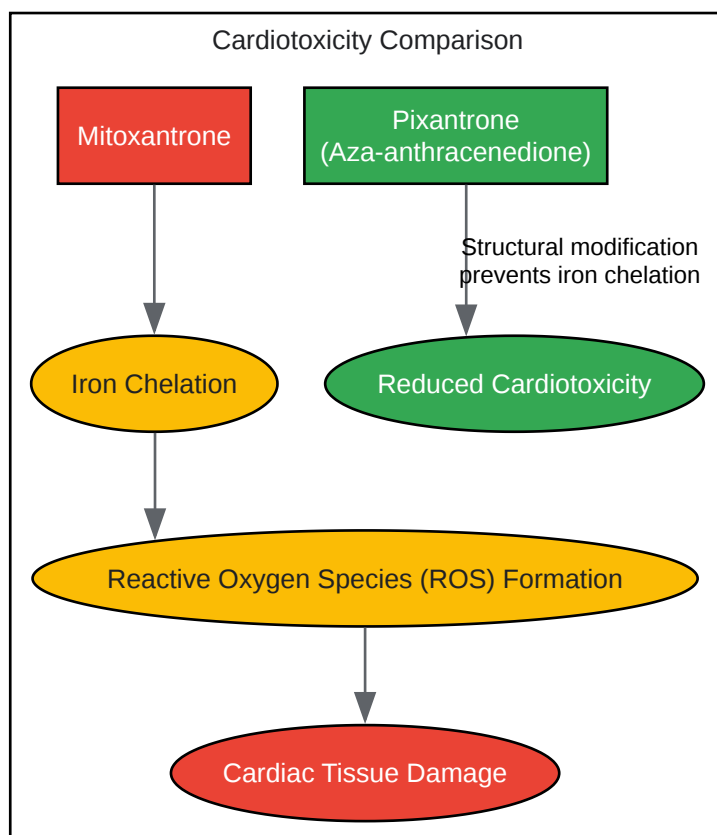 Cardiotoxicity Comparison
Mitoxantrone
Pixantrone
(Aza-anthracenedione)
Structural modification
prevents iron chelation
Iron Chelation
Reduced Cardiotoxicity
Reactive Oxygen Species (ROS) Formation
Cardiac Tissue Damage